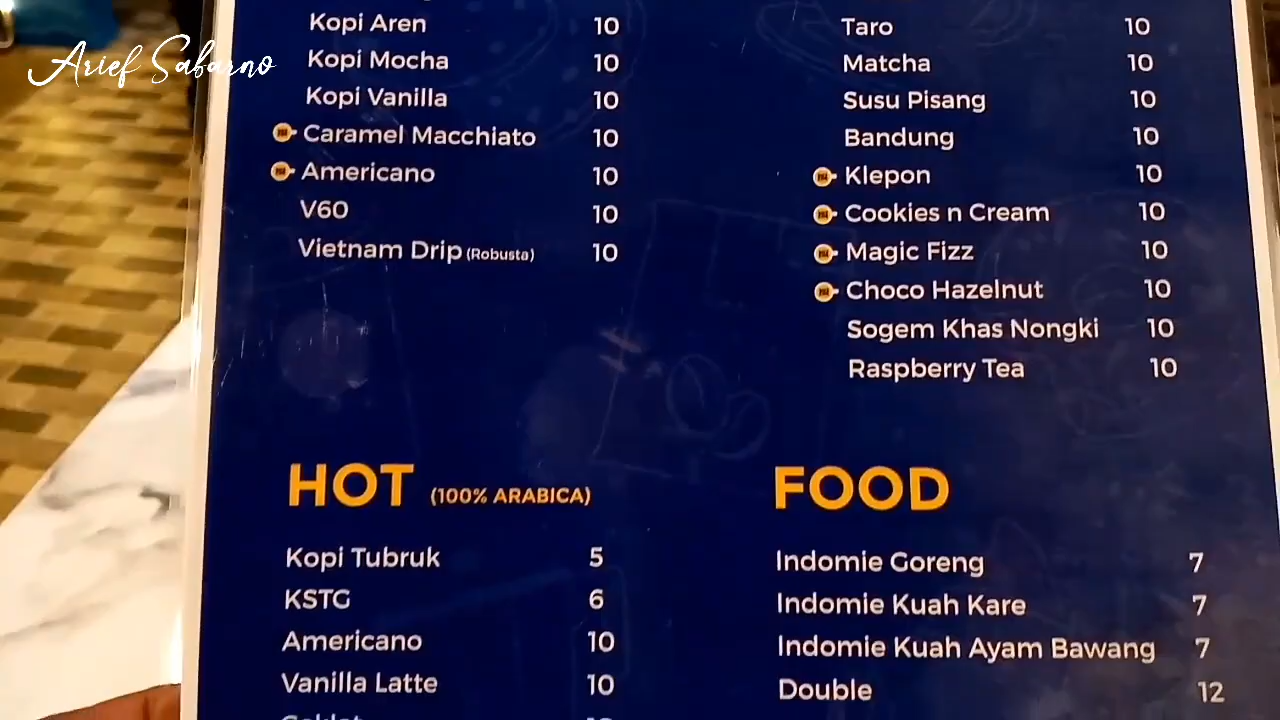 Arief Sabarno
Kopi Aren 10
Kopi Mocha 10
Kopi Vanilla 10
Caramel Macchiato 10
Americano 10
V60 10
Vietnam Drip (Robusta) 10
Taro 10
Matcha 10
Susu Pisang 10
Bandung 10
Klepon 10
Cookies n Cream 10
Magic Fizz 10
Choco Hazelnut 10
Sogem Khas Nongki 10
Raspberry Tea 10
HOT (100% ARABICA)
Kopi Tubruk 5
KSTG 6
Americano 10
Vanilla Latte 10
FOOD
Indomie Goreng 7
Indomie Kuah Kare 7
Indomie Kuah Ayam Bawang 7
Double 12